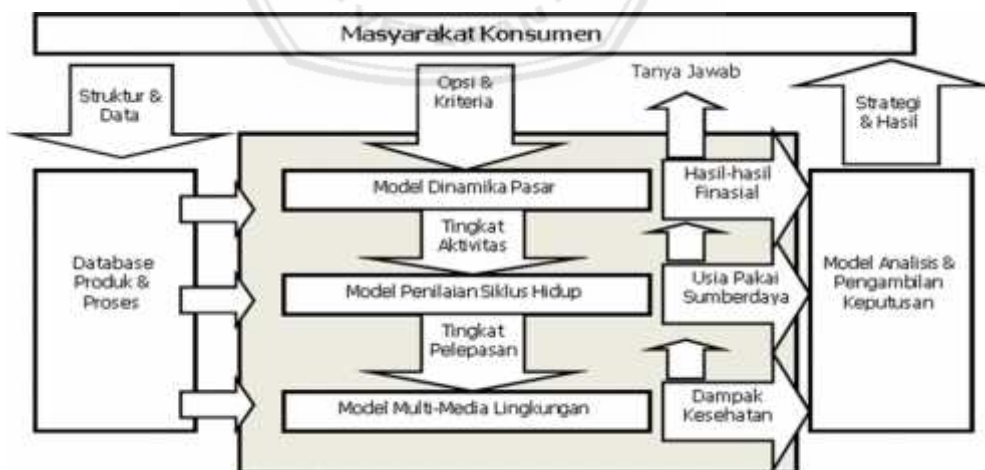 Masyarakat Konsumen
Struktur &
Data
Opsi &
Kriteria
Tanya Jawab
Strategi
& Hasil
Model Dinamika Pasar
Hasil-hasil
Finasial
Tingkat
Aktivitas
Database
Produk &
Proses
Model Penilaian Siklus Hidup
Usia Pakai
Sumberdaya
Model Analisis &
Pengambilan
Keputusan
Tingkat
Pelepasan
Model Multi-Media Lingkungan
Dampak
Kesehatan